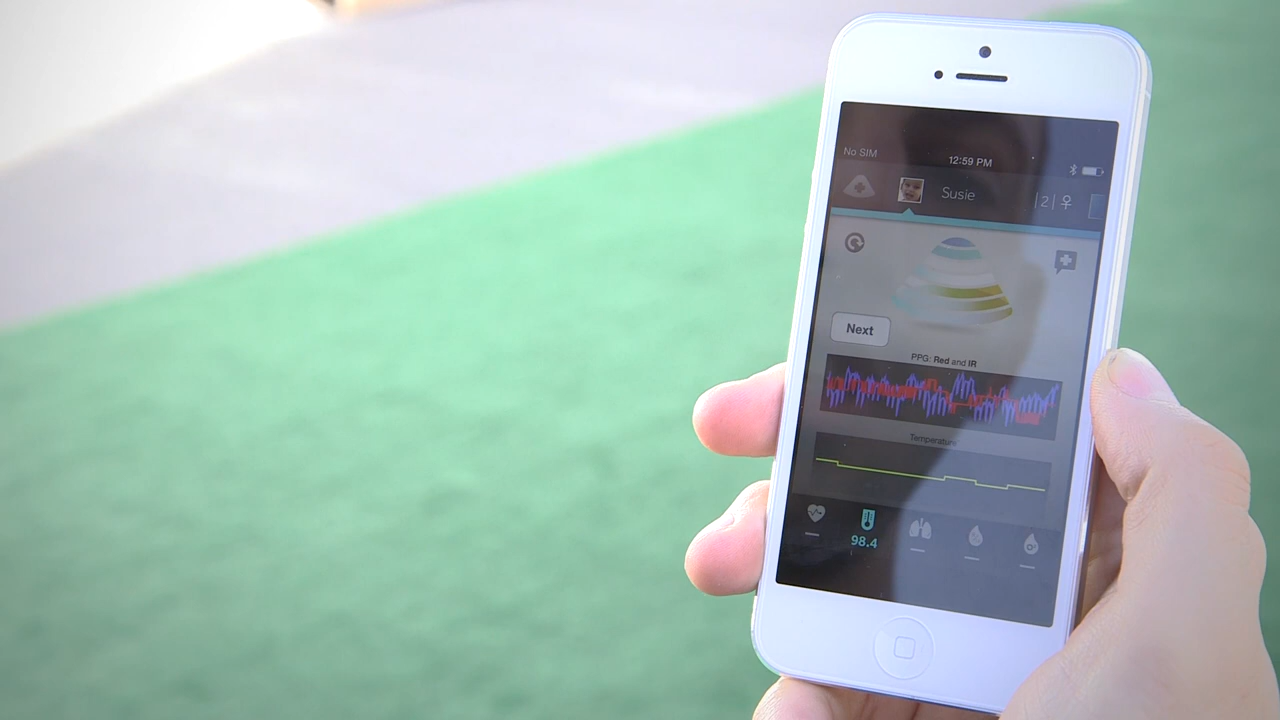 No SIM 12:59 PM
Susie |2|
Next
PPG: Red and IR
Temperature
98.4